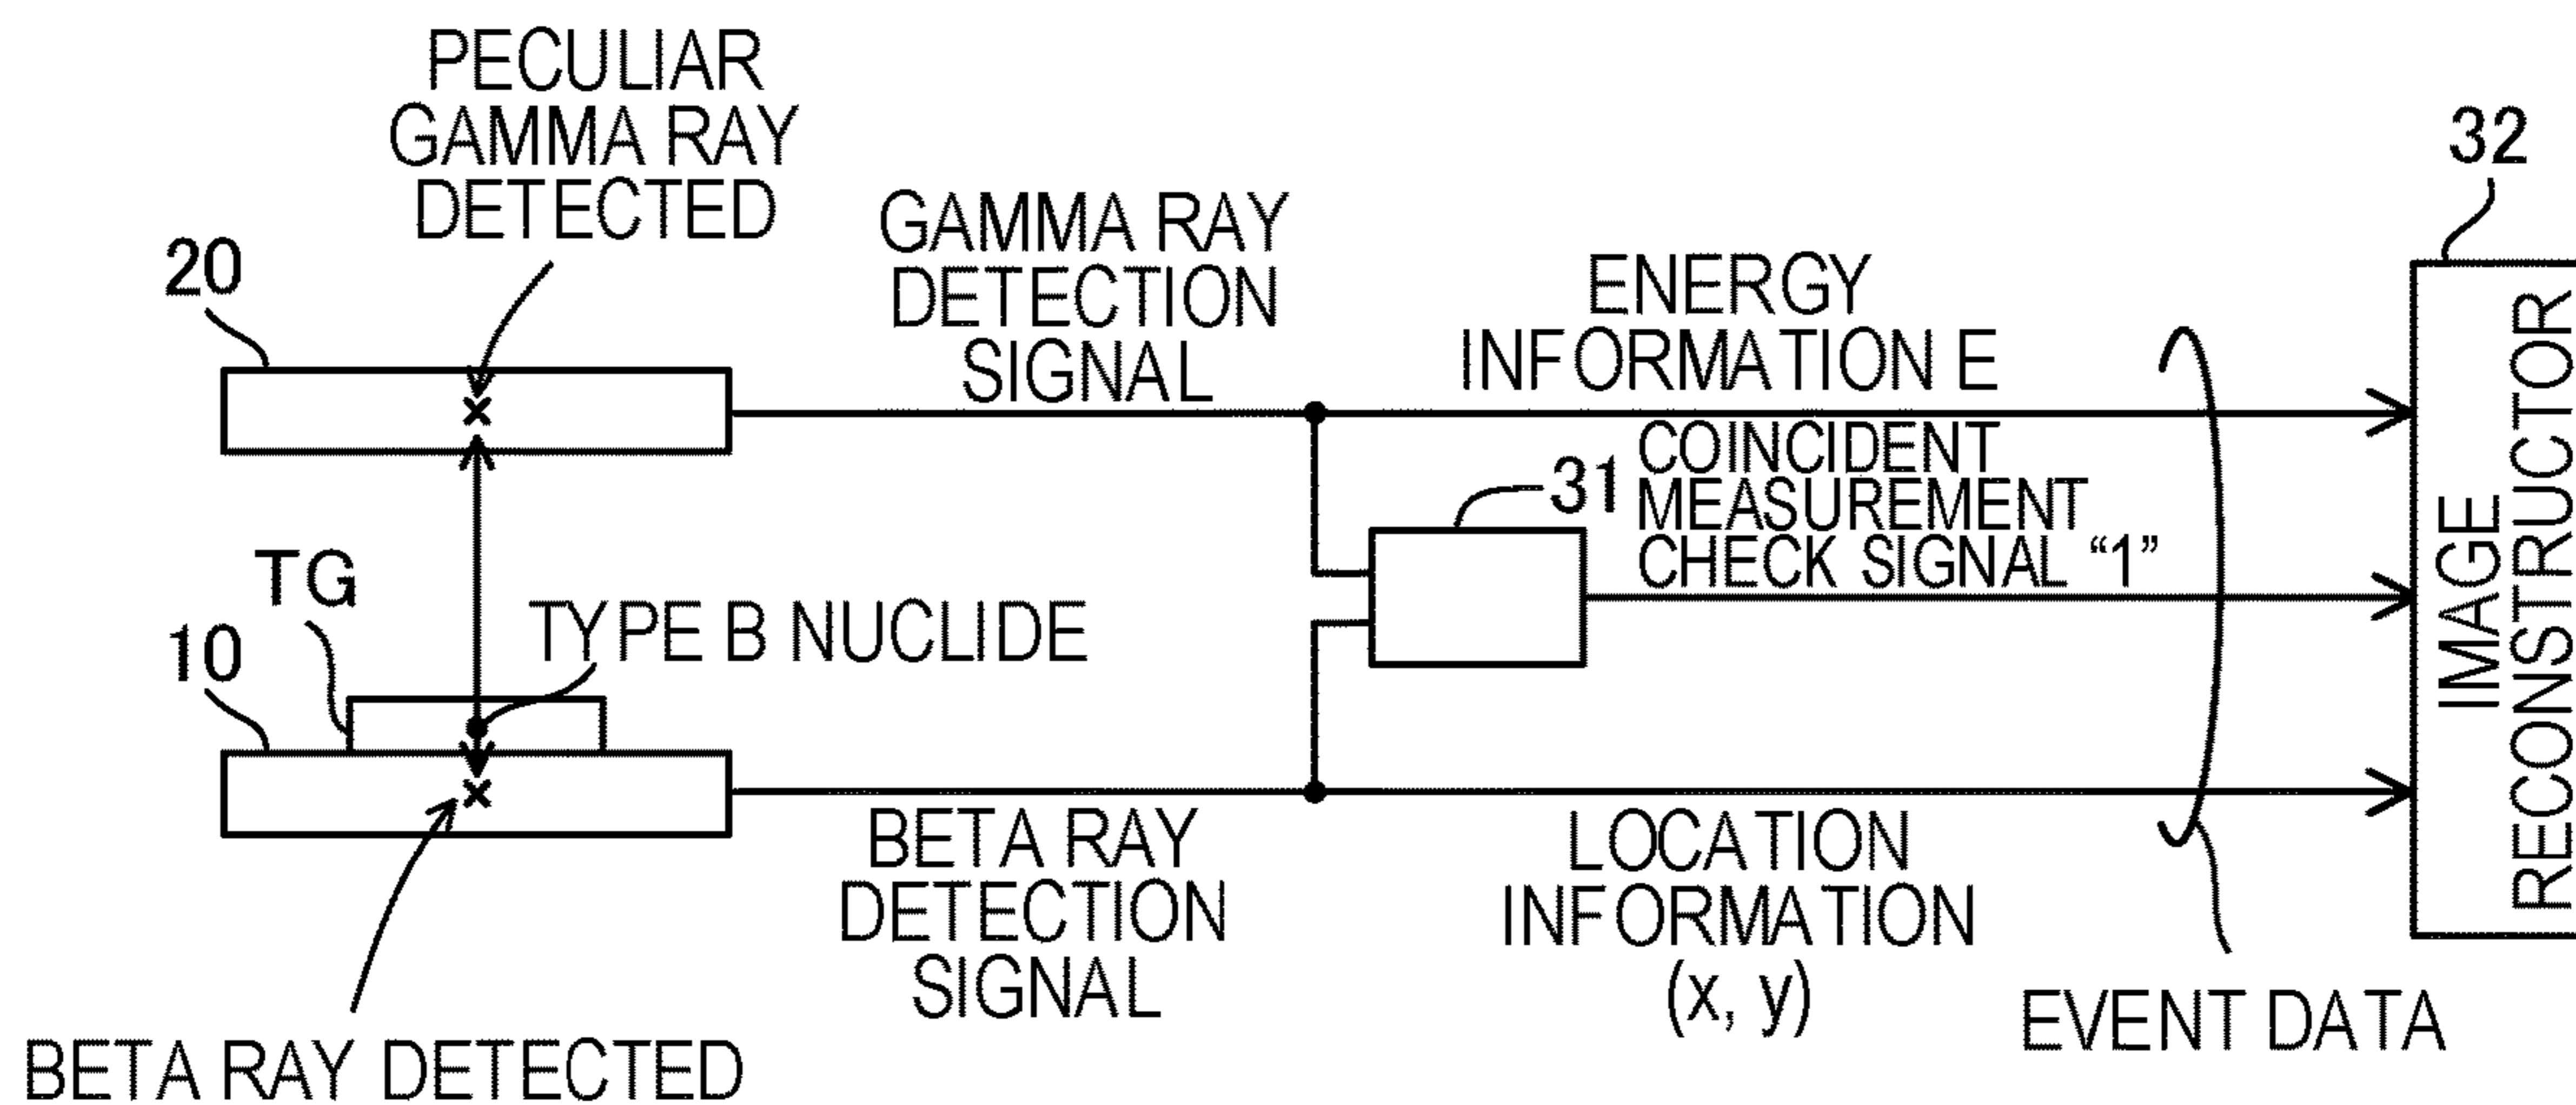 PECULIAR
GAMMA RAY
DETECTED
20
GAMMA RAY
DETECTION
SIGNAL
ENERGY
INFORMATION E
32
COINCIDENT
MEASUREMENT
CHECK SIGNAL “1”
31
TG
TYPE B NUCLIDE
10
IMAGE
RECONSTRUCTOR
BETA RAY
DETECTION
SIGNAL
LOCATION
INFORMATION
(x, y)
EVENT DATA
BETA RAY DETECTED